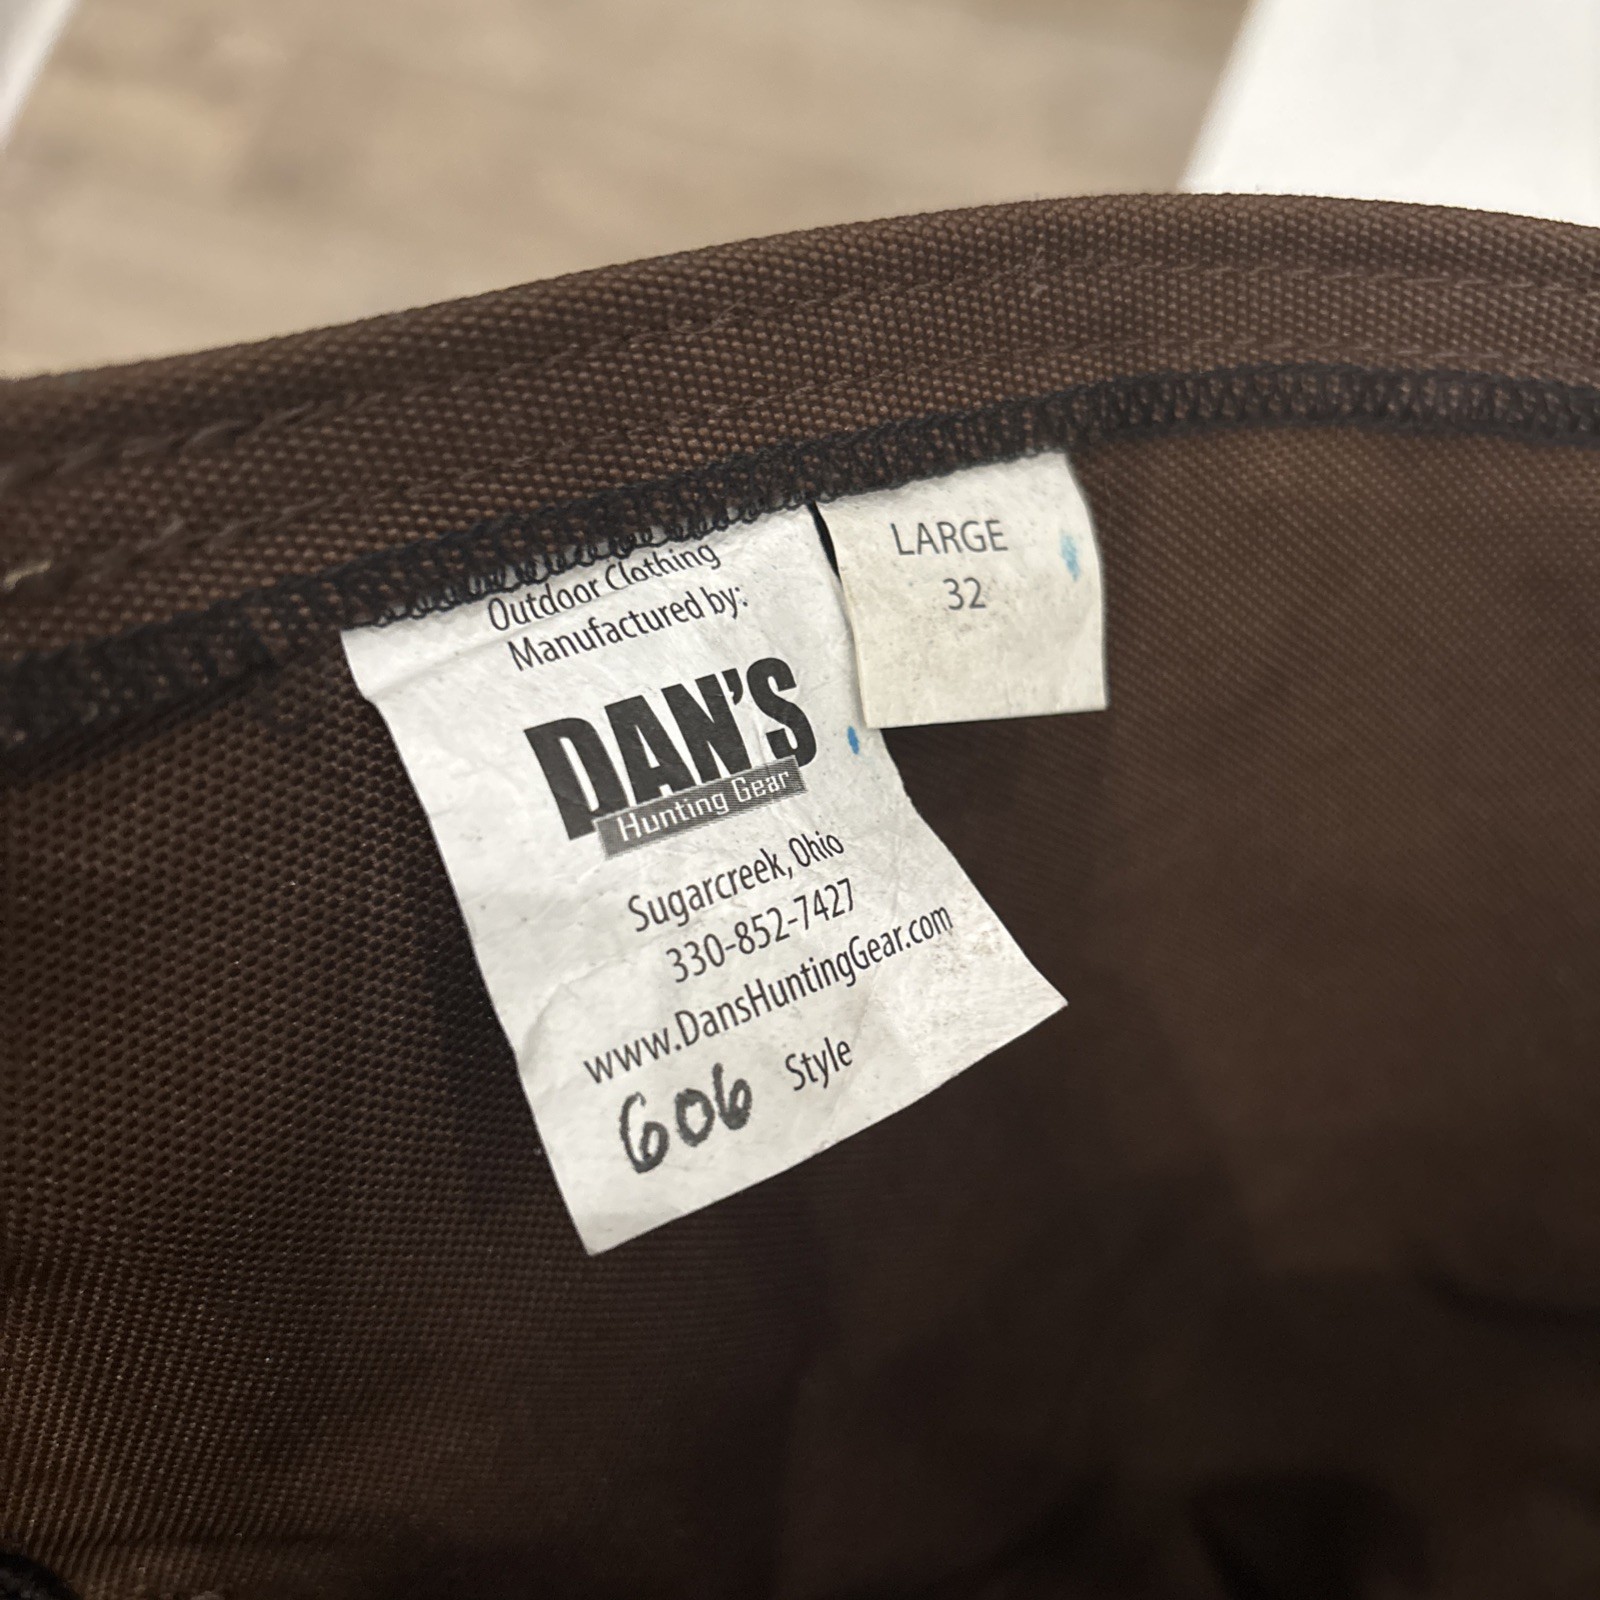 Outdoor Clothing
Manufactured by:
DAN'S
Hunting Gear
Sugarcreek, Ohio
330-852-7427
www.DansHuntingGear.com
606 Style
LARGE
32